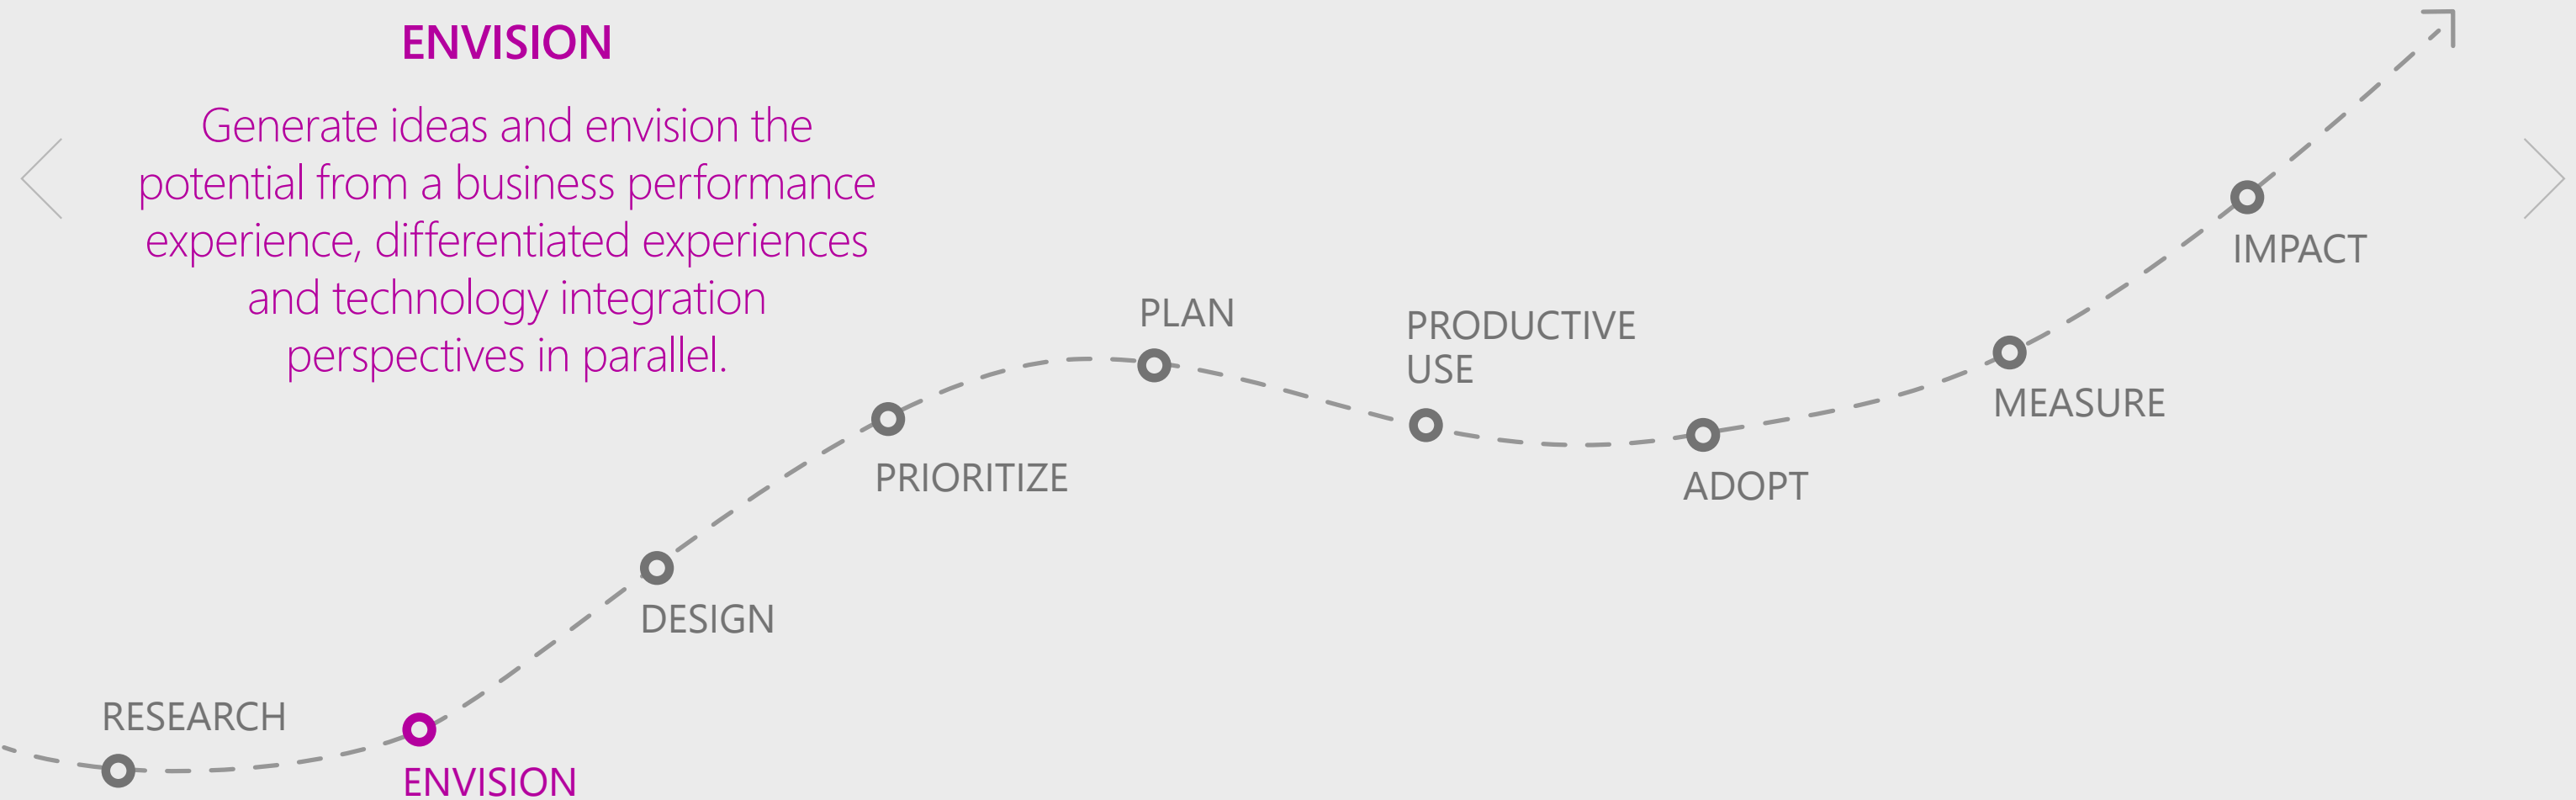 ENVISION
Generate ideas and envision the
potential from a business performance
experience, differentiated experiences
and technology integration
perspectives in parallel.
RESEARCH
ENVISION
DESIGN
PRIORITIZE
PLAN
PRODUCTIVE
USE
ADOPT
MEASURE
IMPACT